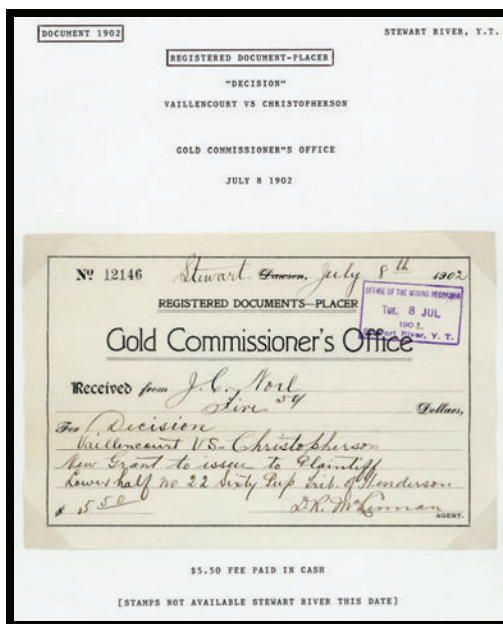 DOCUMENT 1902
STEWART RIVER, Y.T.
REGISTERED DOCUMENT-PLACER
"DECISION"
VAILLENCOURT VS CHRISTOPHERSON
GOLD COMMISSIONER"S OFFICE
JULY 8 1902
No 12146 Stewart Dawson, July 8th 1902
OFFICE OF THE MINING RECORDER
TUE, 8 JUL
1902.
Stewart River, Y. T.
REGISTERED DOCUMENTS—PLACER
Gold Commissioner's Office
Received from J.C. Norl
Five 50/ Dollars,
For Decision
Vaillencourt VS- Christopherson
New Grant to issue to Plaintiff
Lower half no 22 Sixty Pup Trib. of Henderson
$ 5 50 D.R. McLennan
AGENT.
$5.50 FEE PAID IN CASH
[STAMPS NOT AVAILABLE STEWART RIVER THIS DATE]